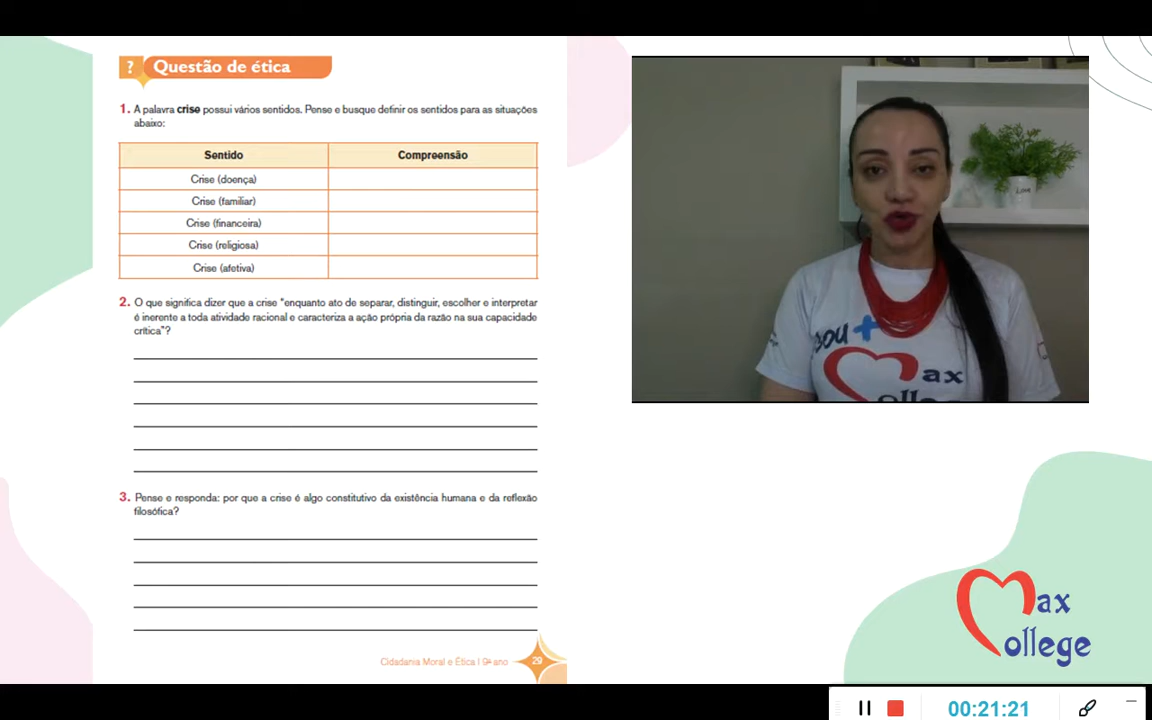 ? Questão de ética
1. A palavra crise possui vários sentidos. Pense e busque definir os sentidos para as situações
abaixo:
Sentido Compreensão
Crise (doença)
Crise (familiar)
Crise (financeira)
Crise (religiosa)
Crise (afetiva)
2. O que significa dizer que a crise "enquanto ato de separar, distinguir, escolher e interpretar
é inerente a toda atividade racional e caracteriza a ação própria da razão na sua capacidade
crítica"?
3. Pense e responda: por que a crise é algo constitutivo da existência humana e da reflexão
filosófica?
Cidadania Moral e Ética | 9º ano 29
LOVE
sou +
Max
College
Max
College
00:21:21